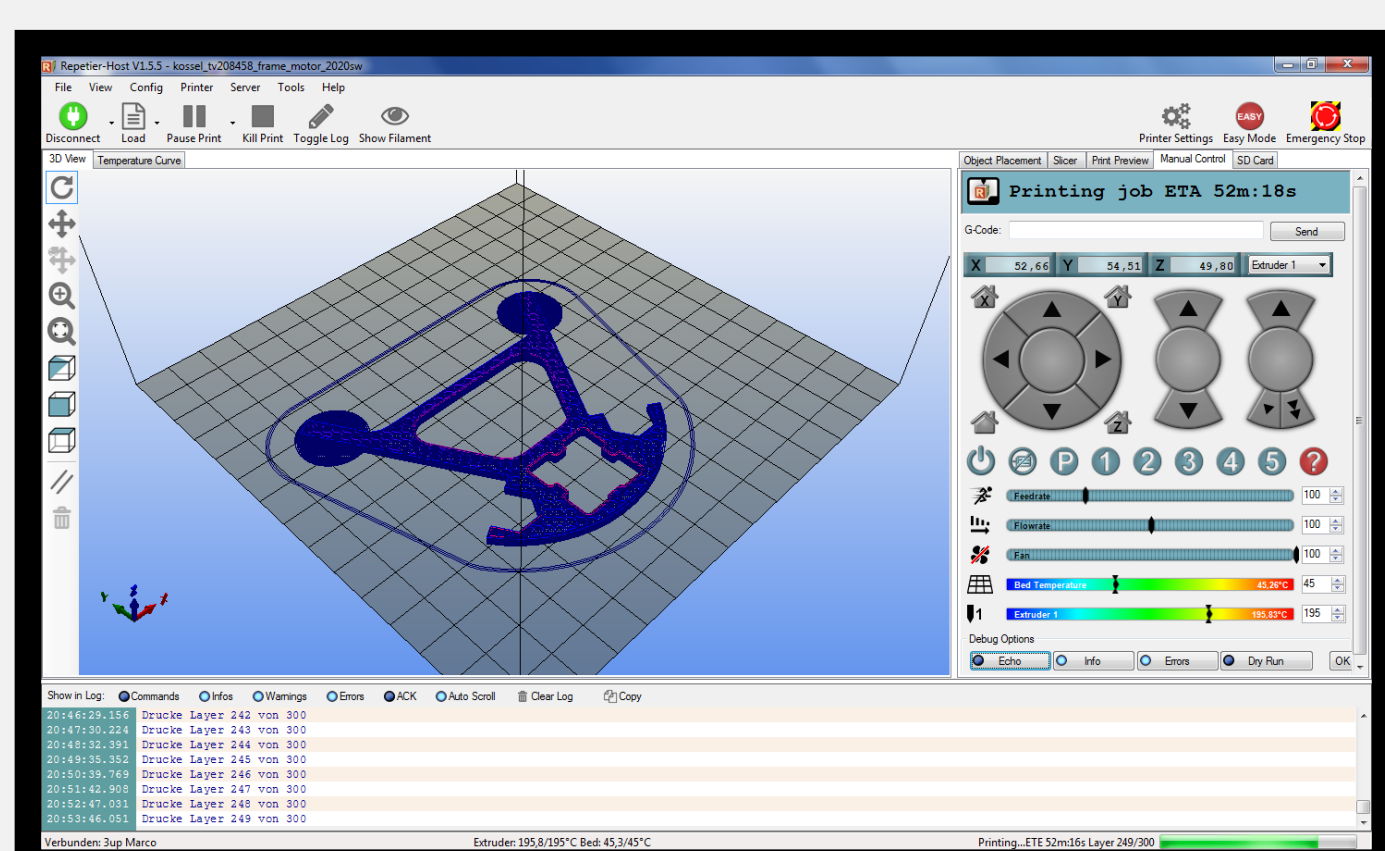 Repetier-Host V1.5.5 - kossel_tv208458_frame_motor_2020sw
File View Config Printer Server Tools Help
Disconnect Load Pause Print Kill Print Toggle Log Show Filament Printer Settings Easy Mode Emergency Stop
EASY
3D View Temperature Curve Object Placement Slicer Print Preview Manual Control SD Card
Printing job ETA 52m:18s
G-Code: Send
X 52,66 Y 54,51 Z 49,80 Extruder 1
X Y
Z
P 1 2 3 4 5 ?
Feedrate 100
Flowrate 100
Fan 100
Bed Temperature 45,26°C 45
1 Extruder 1 195,83°C 195
Y Z X
Debug Options
Echo Info Errors Dry Run OK
Show in Log: Commands Infos Warnings Errors ACK Auto Scroll Clear Log Copy
20:46:29.156 Drucke Layer 242 von 300
20:47:30.224 Drucke Layer 243 von 300
20:48:32.391 Drucke Layer 244 von 300
20:49:35.352 Drucke Layer 245 von 300
20:50:39.769 Drucke Layer 246 von 300
20:51:42.908 Drucke Layer 247 von 300
20:52:47.031 Drucke Layer 248 von 300
20:53:46.051 Drucke Layer 249 von 300
Verbunden: 3up Marco Extruder: 195,8/195°C Bed: 45,3/45°C Printing...ETE 52m:16s Layer 249/300